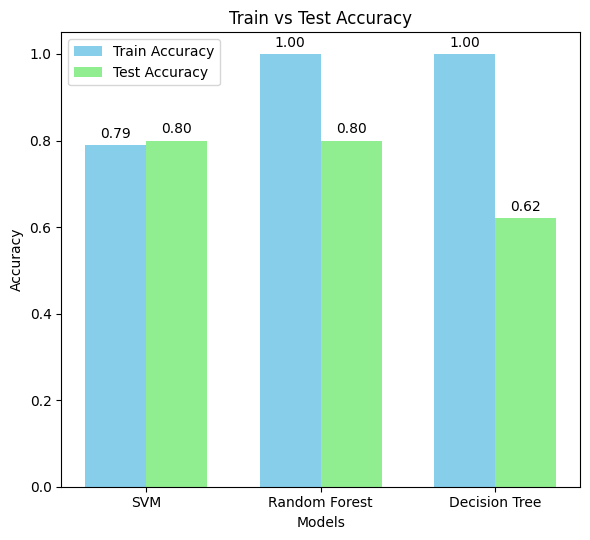 Train vs Test Accuracy
Train Accuracy
Test Accuracy
1.00
1.00
0.79
0.80
0.80
0.62
Accuracy
1.0
0.8
0.6
0.4
0.2
0.0
SVM
Random Forest
Decision Tree
Models